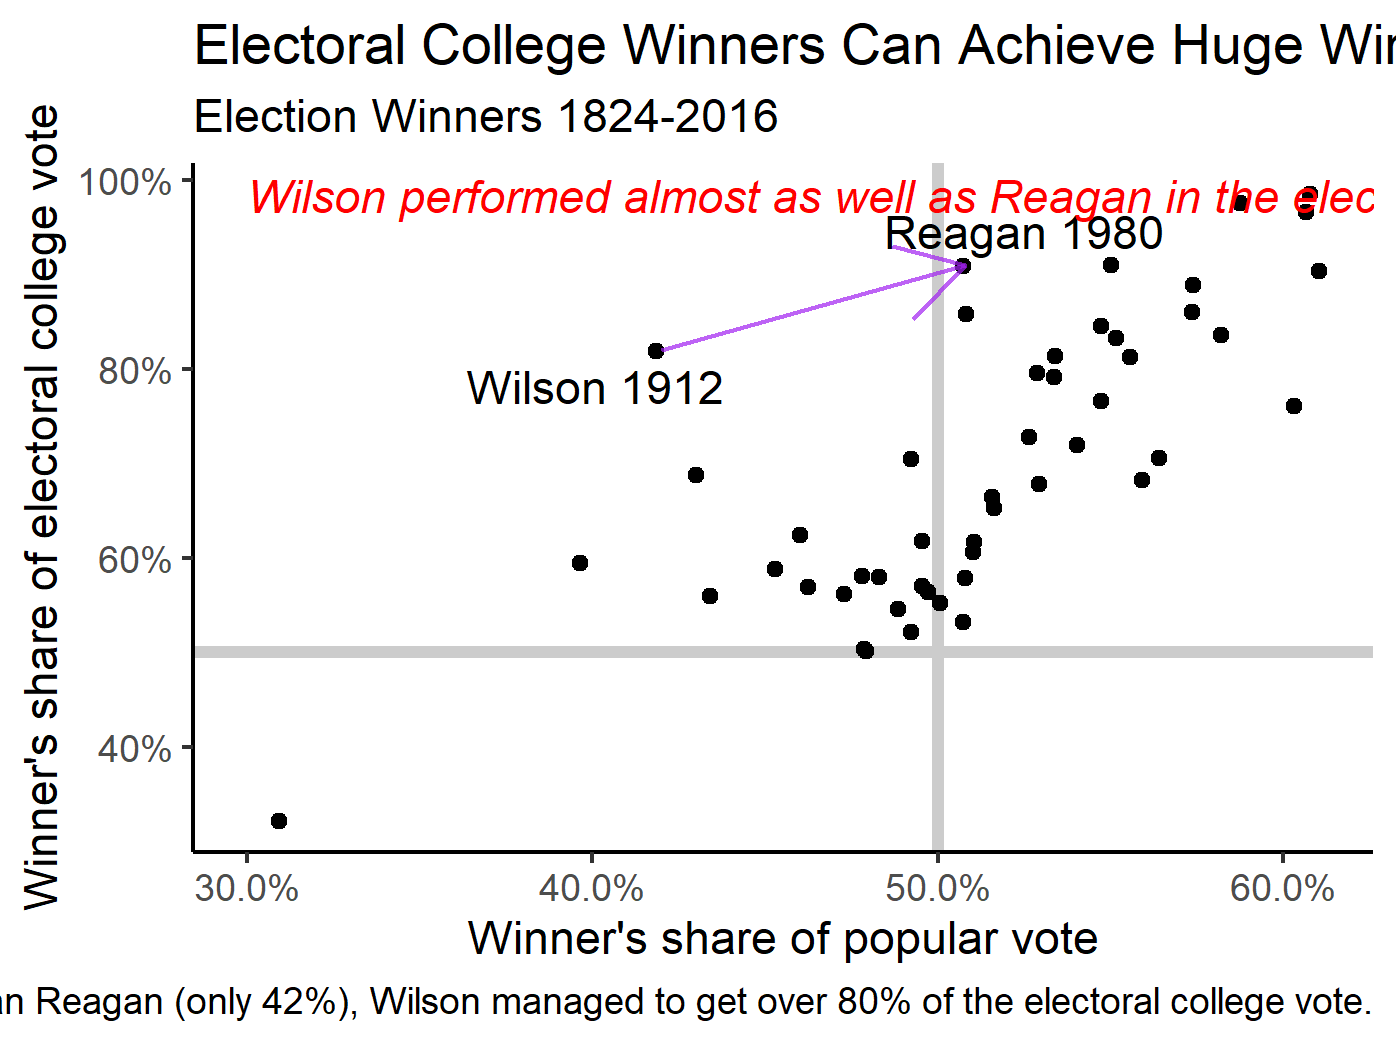 Electoral College Winners Can Achieve Huge
Election Winners 1824-2016
Winner's share of electoral college vote
100%
80%
60%
40%
Wilson performed almost as well as Reagan in the elec
Reagan 1980
Wilson 1912
30.0%
40.0%
50.0%
60.0%
Winner's share of popular vote
Reagan (only 42%), Wilson managed to get over 80% of the electoral college vote.